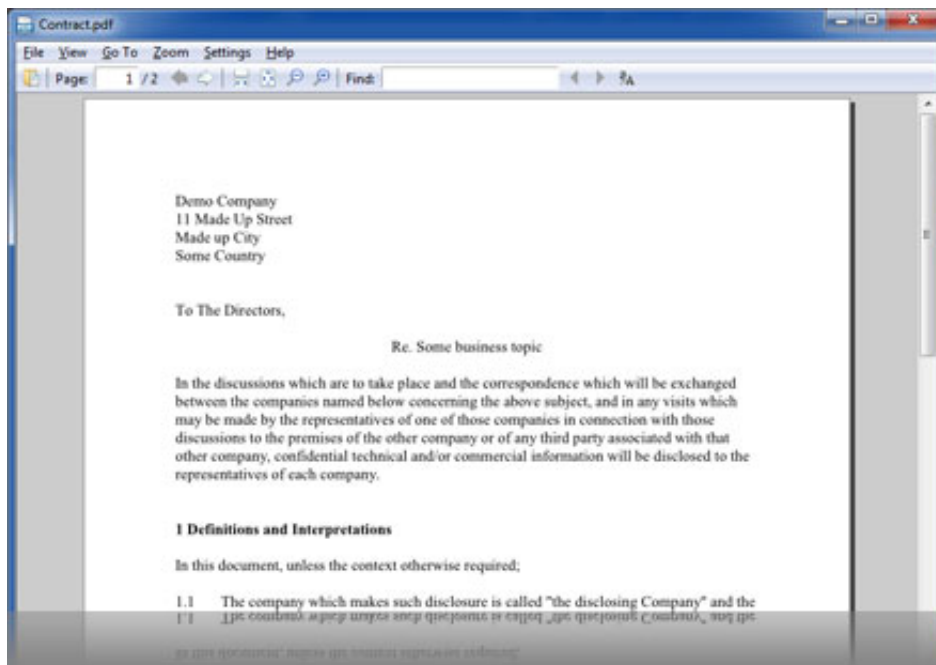 Contract.pdf
File View Go To Zoom Settings Help
Page: 1 / 2 Find:
Demo Company
11 Made Up Street
Made up City
Some Country
To The Directors,
Re. Some business topic
In the discussions which are to take place and the correspondence which will be exchanged
between the companies named below concerning the above subject, and in any visits which
may be made by the representatives of one of those companies in connection with those
discussions to the premises of the other company or of any third party associated with that
other company, confidential technical and/or commercial information will be disclosed to the
representatives of each company.
1 Definitions and Interpretations
In this document, unless the context otherwise required;
1.1 The company which makes such disclosure is called "the disclosing Company" and the